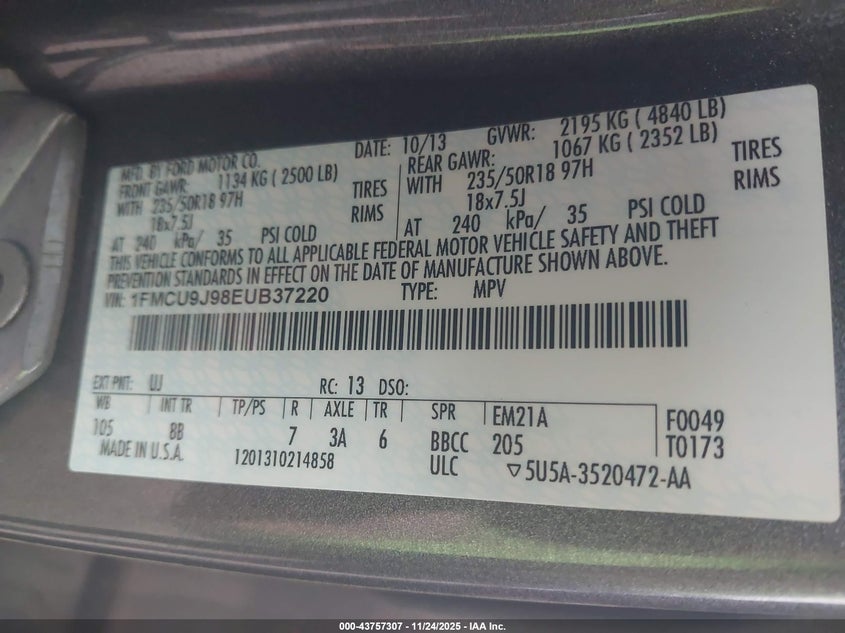 MFD. BY FORD MOTOR CO.
DATE: 10/13 GVWR: 2195 KG ( 4840 LB)
FRONT GAWR: 1134 KG ( 2500 LB)
REAR GAWR: 1067 KG ( 2352 LB)
WITH 235/50R18 97H TIRES
WITH 235/50R18 97H TIRES
18x7.5J RIMS
18x7.5J RIMS
AT 240 kPa/ 35 PSI COLD
AT 240 kPa/ 35 PSI COLD
THIS VEHICLE CONFORMS TO ALL APPLICABLE FEDERAL MOTOR VEHICLE SAFETY AND THEFT
PREVENTION STANDARDS IN EFFECT ON THE DATE OF MANUFACTURE SHOWN ABOVE.
VIN: 1FMCU9J98EUB37220 TYPE: MPV
EXT PNT: UJ RC: 13 DSO:
WB INT TR TP/PS R AXLE TR SPR EM21A F0049
105 8B 7 3A 6 BBCC 205 T0173
MADE IN U.S.A. 1201310214858 ULC ▽5U5A-3520472-AA
000-43757307 - 11/24/2025 - IAA Inc.